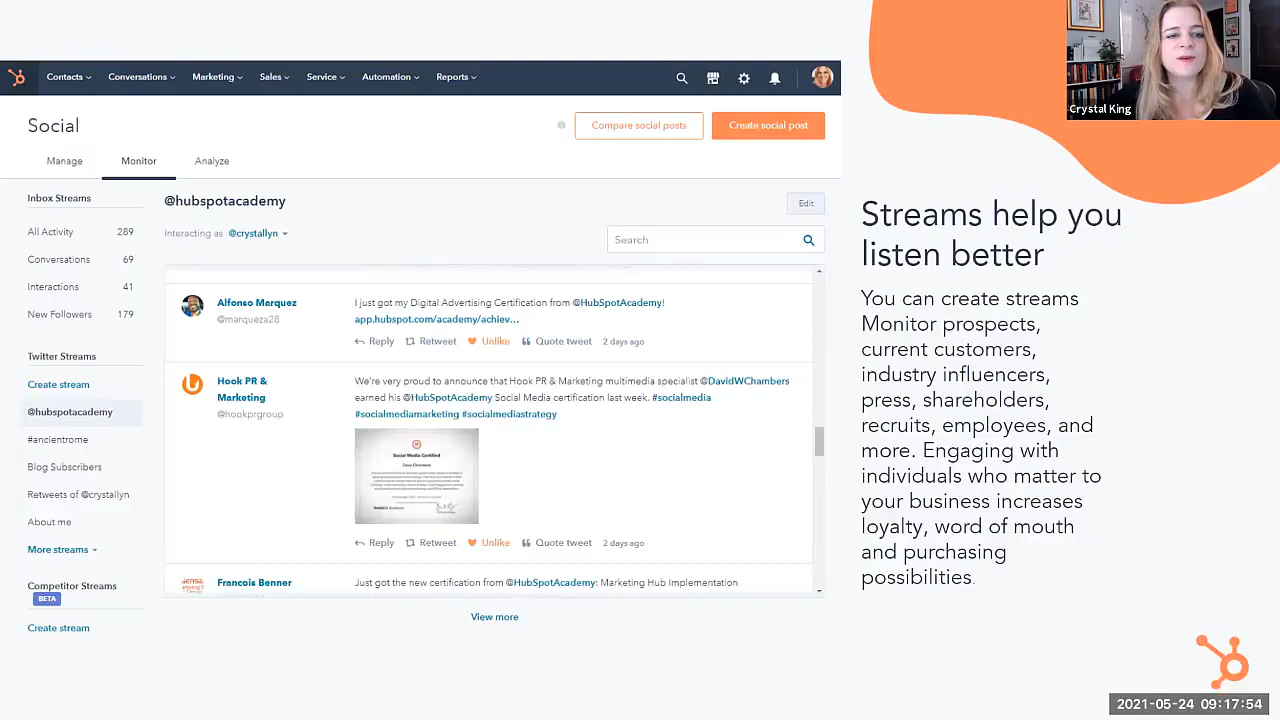 Crystal King
Contacts Conversations Marketing Sales Service Automation Reports
Social
Compare social posts
Create social post
Manage Monitor Analyze
Inbox Streams
All Activity 289
Conversations 69
Interactions 41
New Followers 179
Twitter Streams
Create stream
@hubspotacademy
#ancientrome
Blog Subscribers
Retweets of @crystallyn
About me
More streams
Competitor Streams
BETA
Create stream
@hubspotacademy
Edit
Interacting as @crystallyn
Search
Alfonso Marquez
@marqueza28
I just got my Digital Advertising Certification from @HubSpotAcademy!
app.hubspot.com/academy/achiev...
Reply Retweet Unlike Quote tweet 2 days ago
Hook PR &
Marketing
@hookprgroup
We're very proud to announce that Hook PR & Marketing multimedia specialist @DavidWChambers
earned his @HubSpotAcademy Social Media certification last week. #socialmedia
#socialmediamarketing #socialmediastrategy
Social Media Certified
Reply Retweet Unlike Quote tweet 2 days ago
Francois Benner
Just got the new certification from @HubSpotAcademy: Marketing Hub Implementation
View more
Streams help you
listen better
You can create streams
Monitor prospects,
current customers,
industry influencers,
press, shareholders,
recruits, employees, and
more. Engaging with
individuals who matter to
your business increases
loyalty, word of mouth
and purchasing
possibilities.
2021-05-24 09:17:54